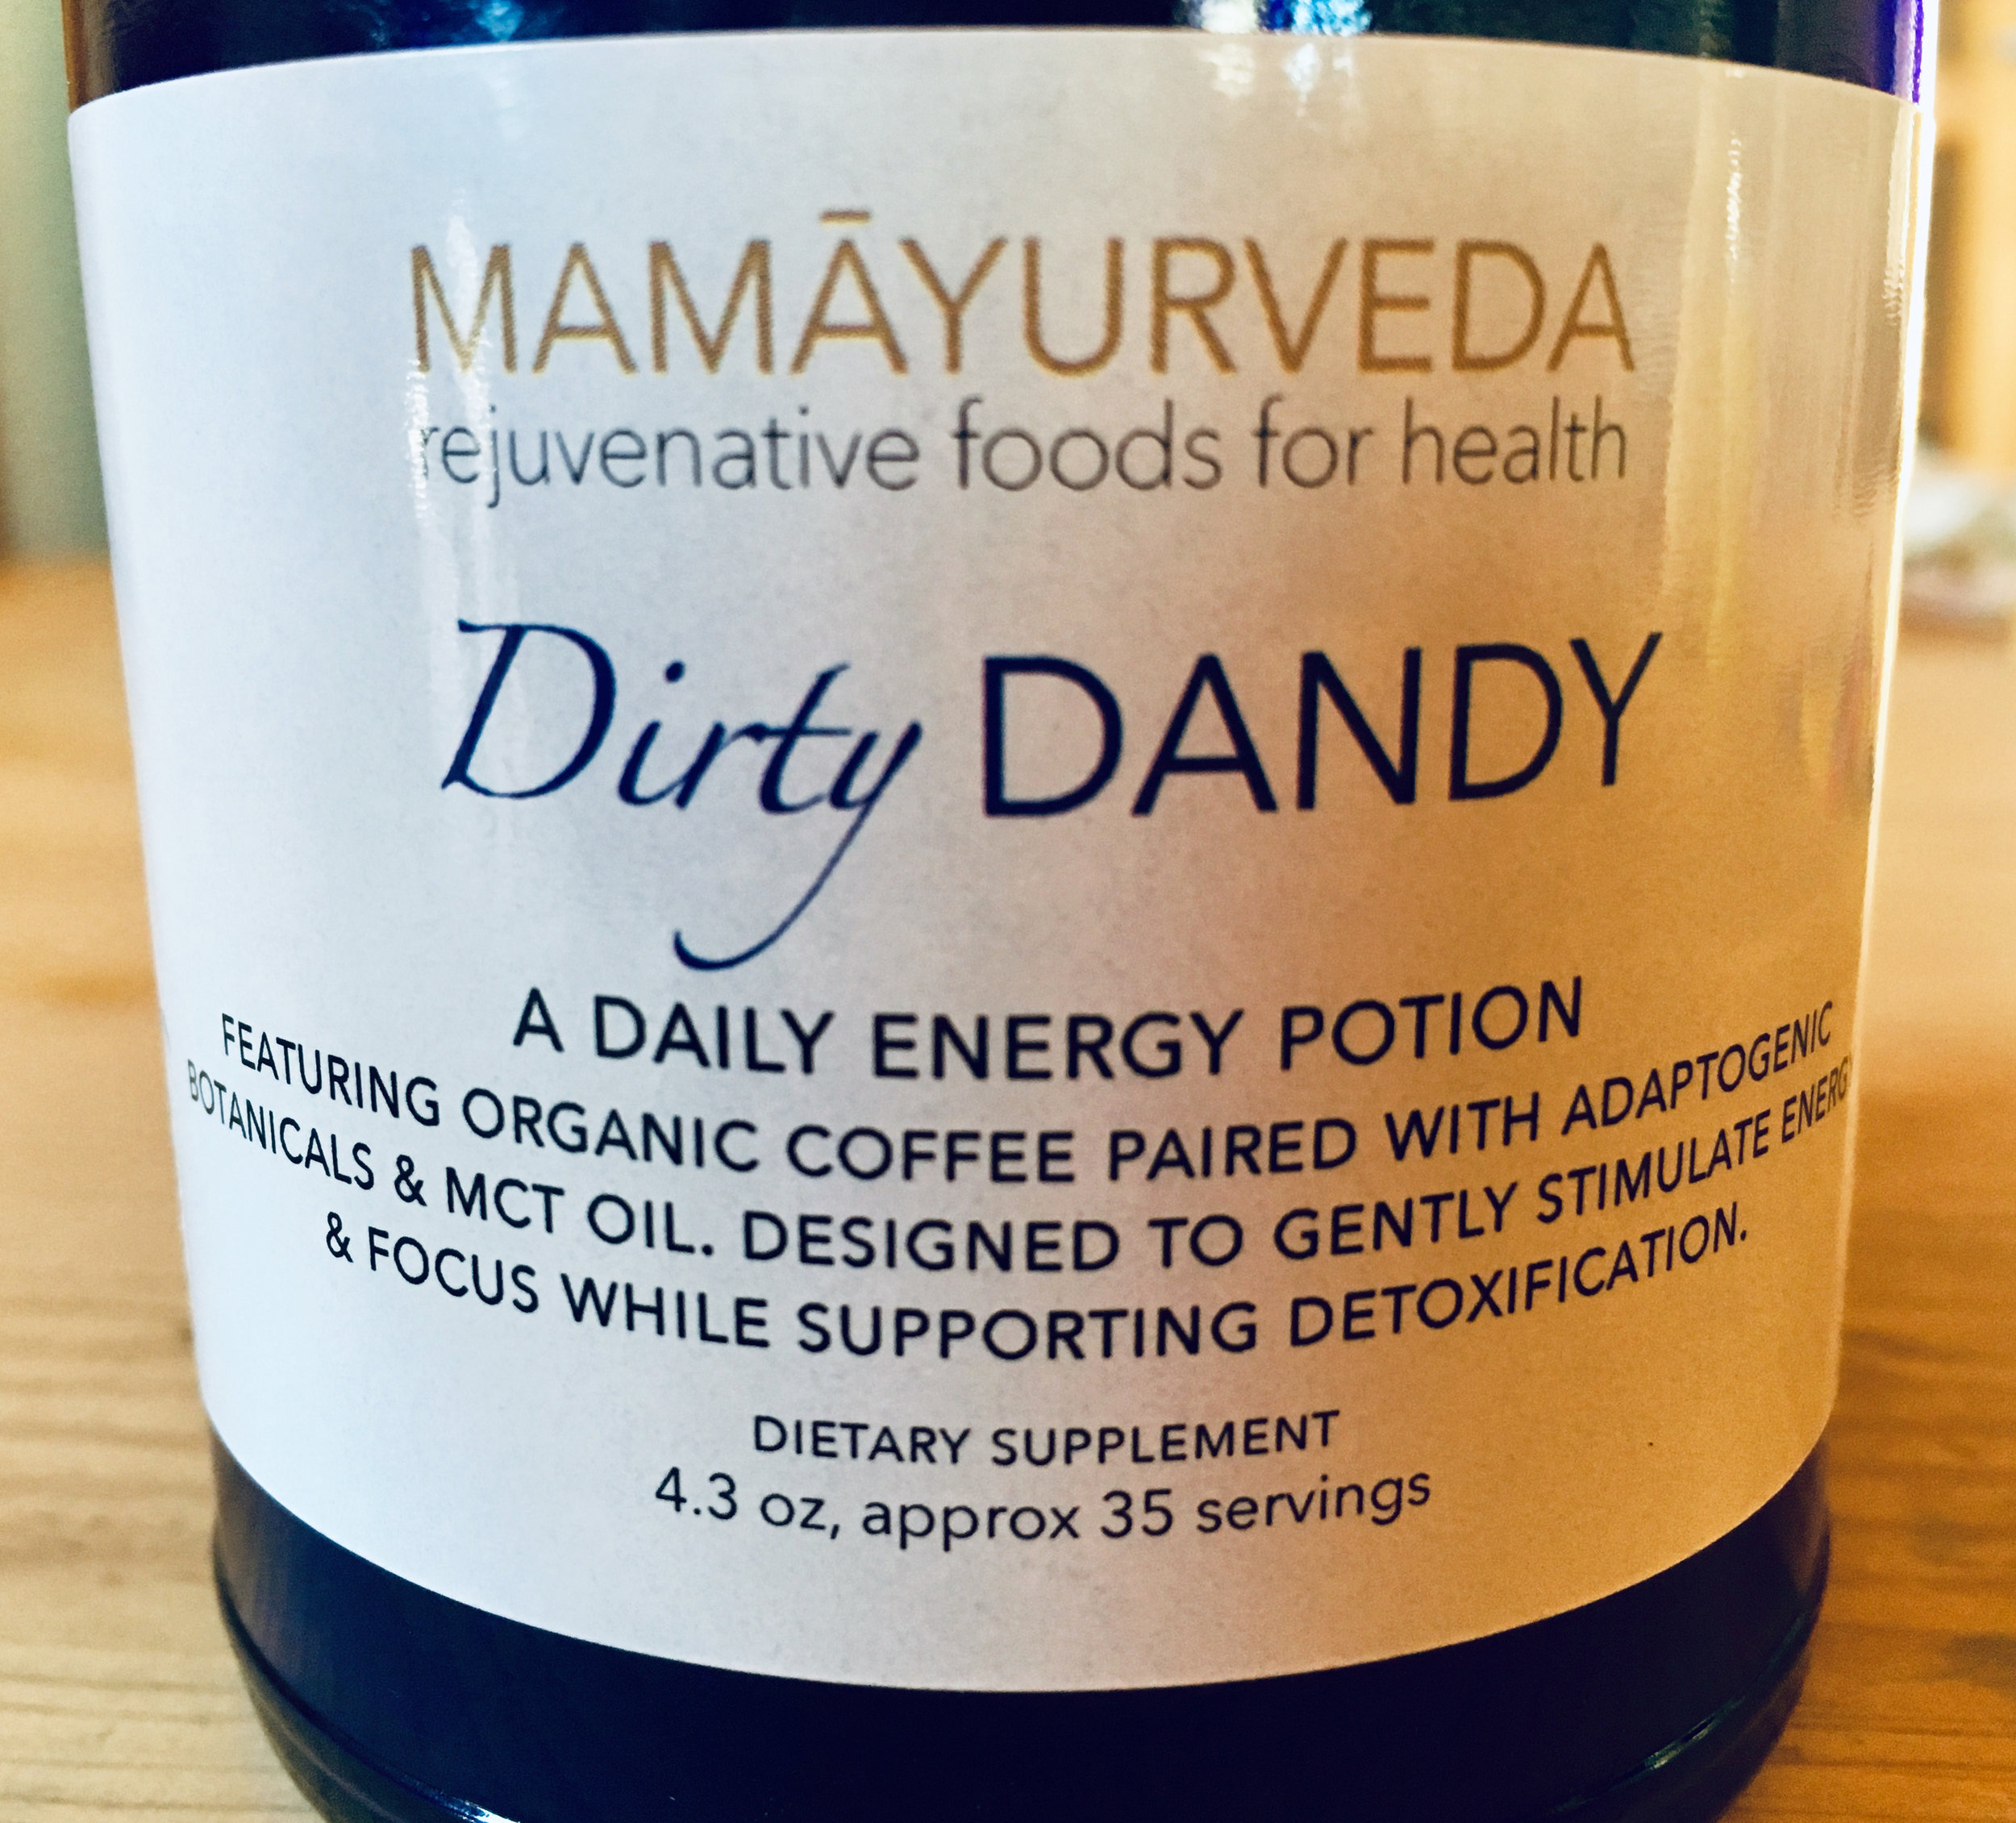 MAMĀYURVEDA
rejuvenative foods for health
Dirty DANDY
A DAILY ENERGY POTION
FEATURING ORGANIC COFFEE PAIRED WITH ADAPTOGENIC
BOTANICALS & MCT OIL. DESIGNED TO GENTLY STIMULATE ENERGY
& FOCUS WHILE SUPPORTING DETOXIFICATION.
DIETARY SUPPLEMENT
4.3 oz, approx 35 servings